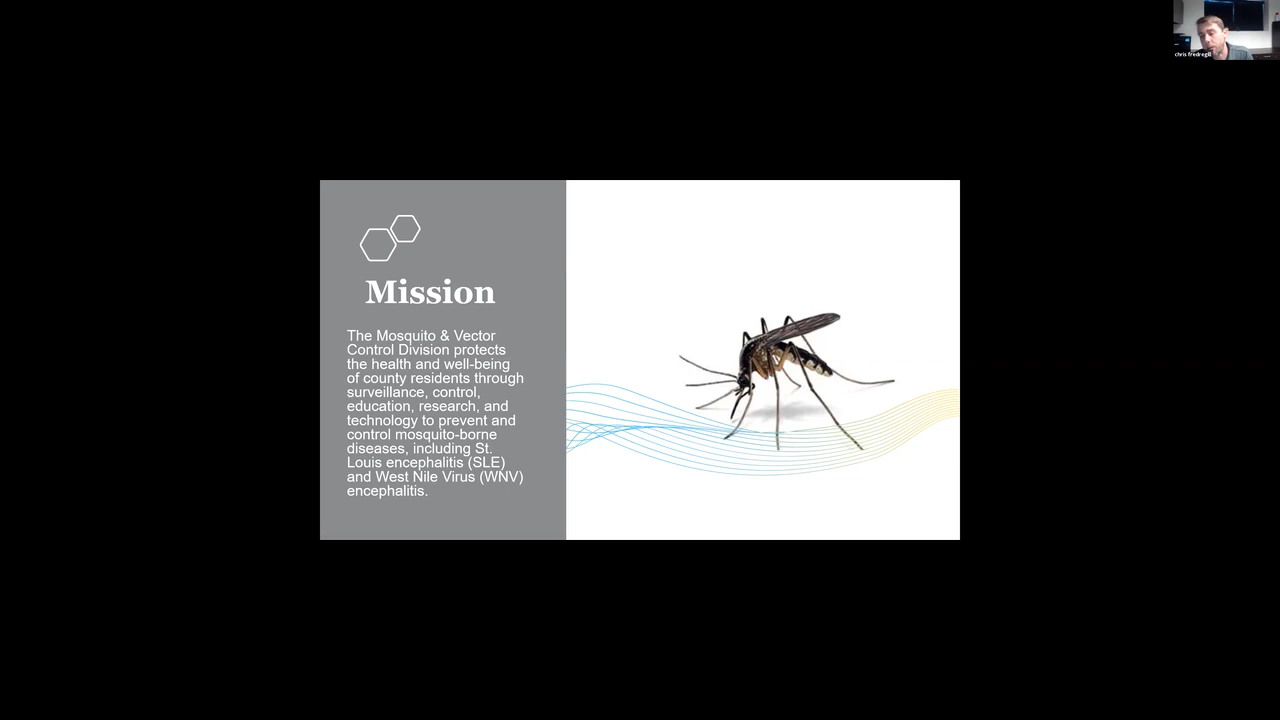 chris fredregill
Mission
The Mosquito & Vector
Control Division protects
the health and well-being
of county residents through
surveillance, control,
education, research, and
technology to prevent and
control mosquito-borne
diseases, including St.
Louis encephalitis (SLE)
and West Nile Virus (WNV)
encephalitis.